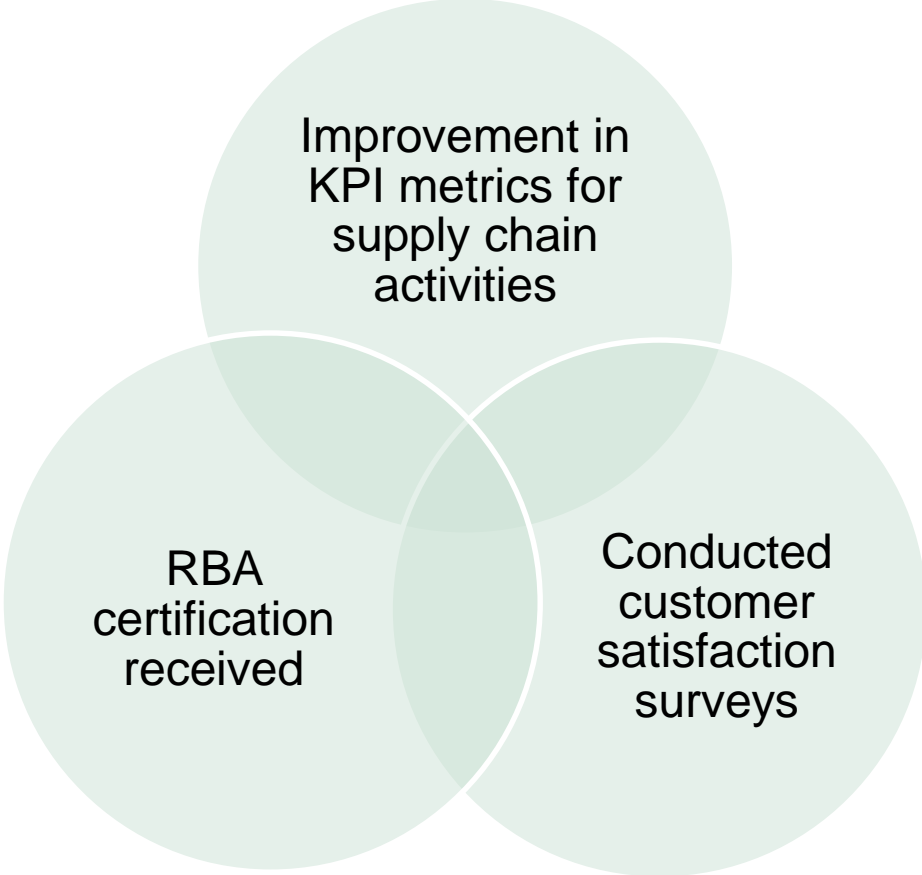 Improvement in
KPI metrics for
supply chain
activities
RBA
certification
received
Conducted
customer
satisfaction
surveys